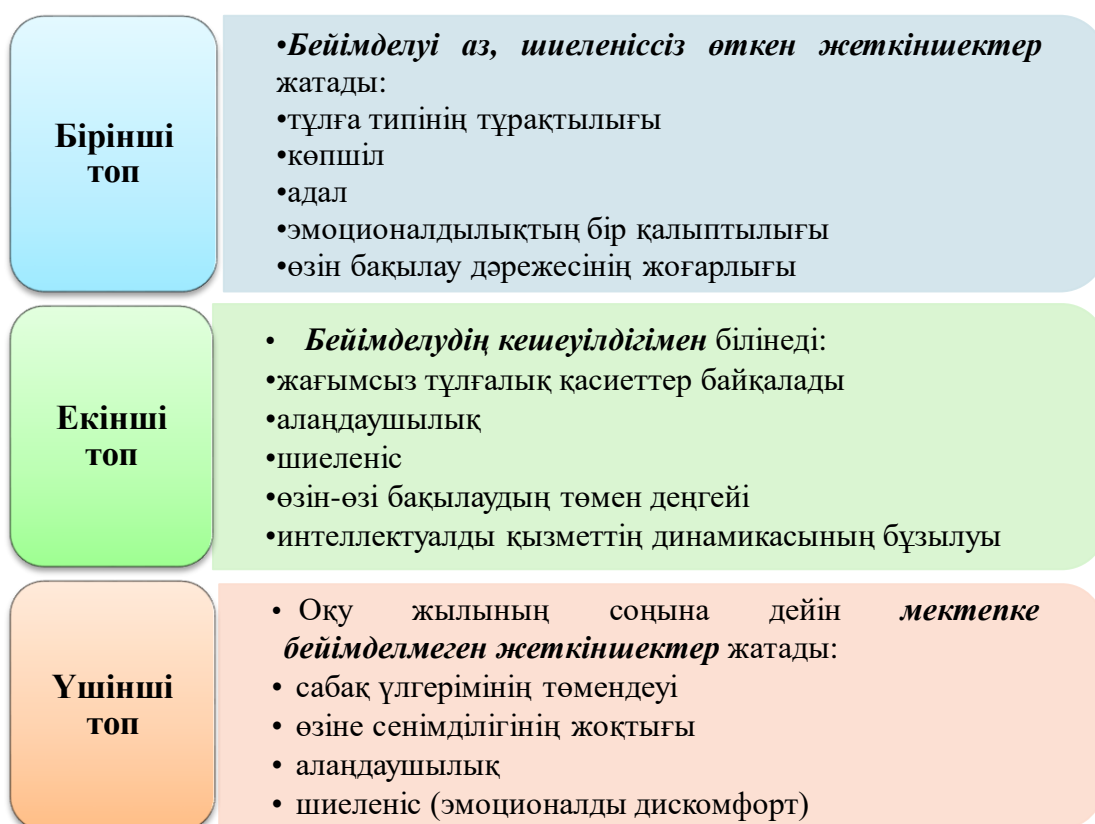 Бірінші
топ
•Бейімделуі аз, шиеленіссіз өткен жеткіншектер
жатады:
•тұлға типінің тұрақтылығы
•көпшіл
•адал
•эмоционалдылықтың бір қалыптылығы
•өзін бақылау дәрежесінің жоғарлығы
Екінші
топ
• Бейімделудің кешеуілдігімен білінеді:
•жағымсыз тұлғалық қасиеттер байқалады
•алаңдаушылық
•шиеленіс
•өзін-өзі бақылаудың төмен деңгейі
•интеллектуалды қызметтің динамикасының бұзылуы
Үшінші
топ
• Оқу жылының соңына дейін мектепке
бейімделмеген жеткіншектер жатады:
• сабақ үлгерімінің төмендеуі
• өзіне сенімділігінің жоқтығы
• алаңдаушылық
• шиеленіс (эмоционалды дискомфорт)